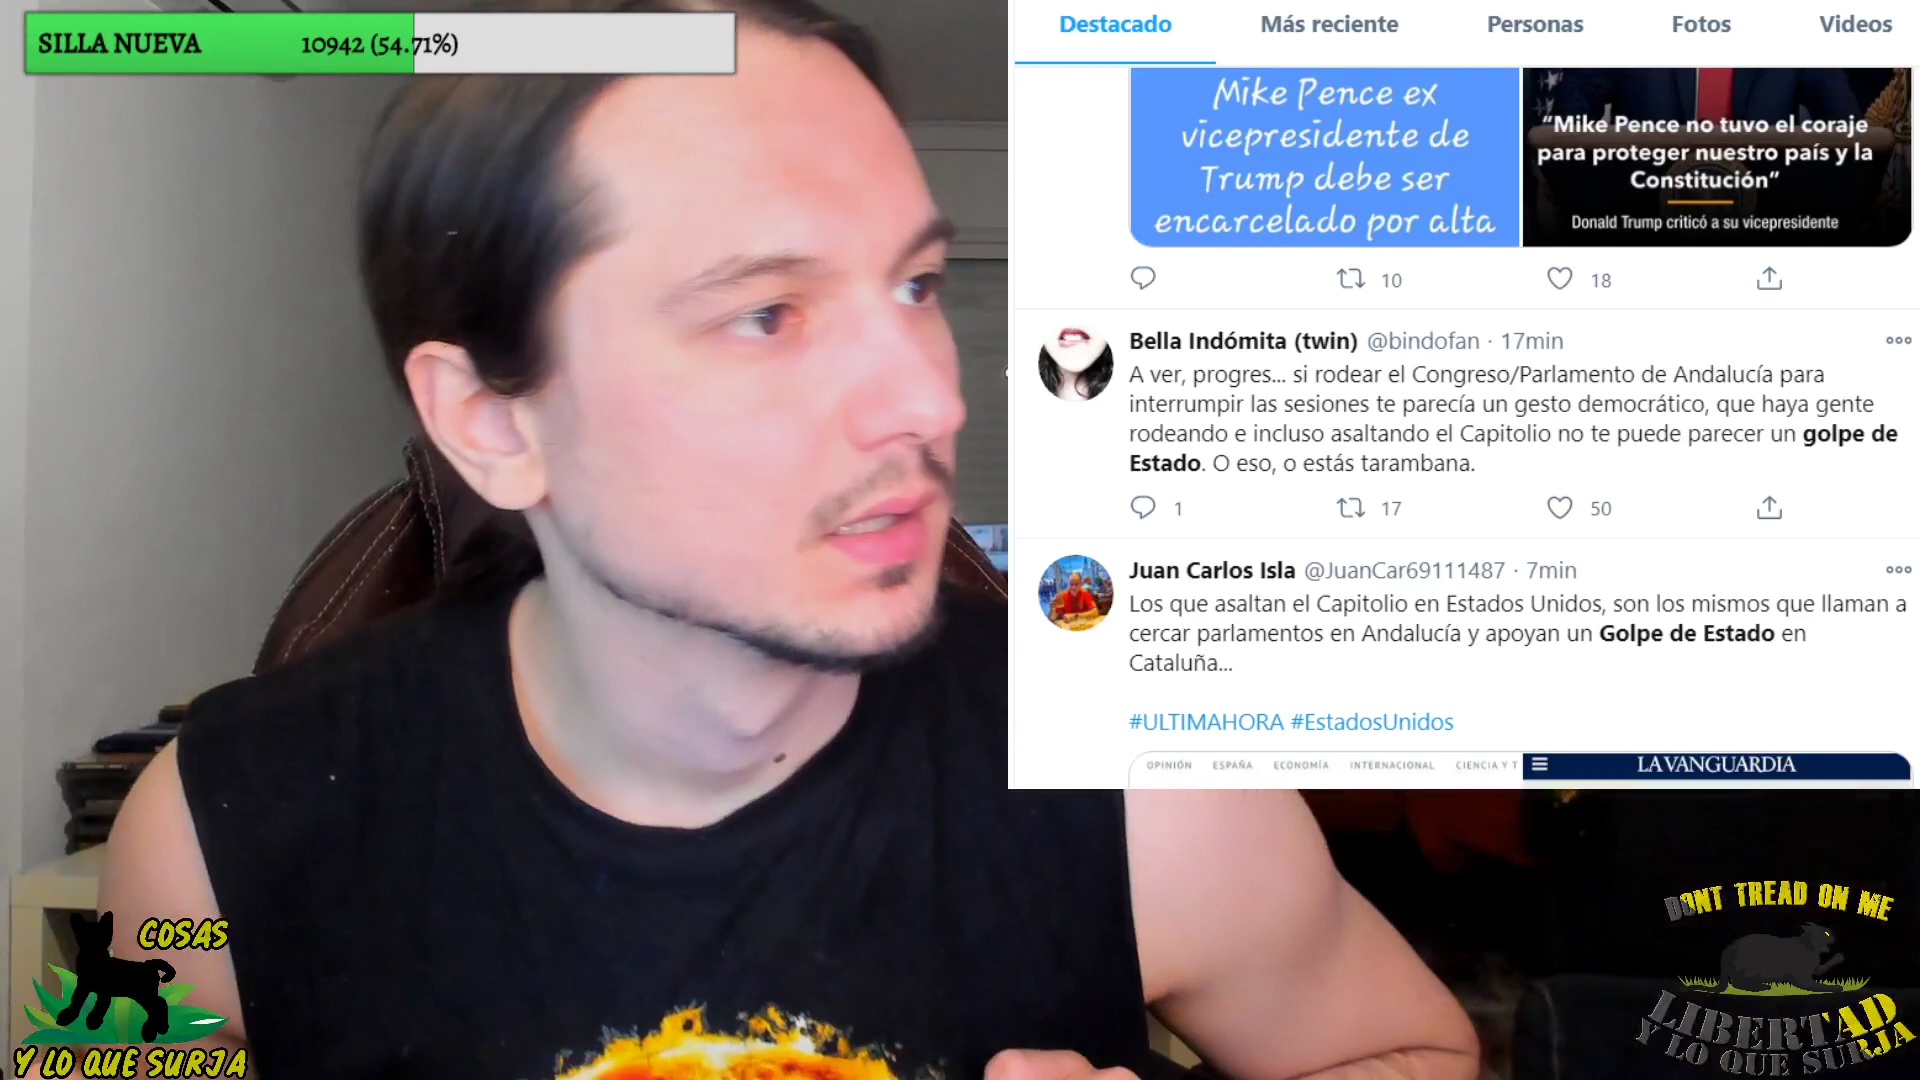 SILLA NUEVA 10942 (54.71%)
Destacado Más reciente Personas Fotos Videos
Mike Pence ex
vicepresidente de
Trump debe ser
encarcelado por alta
“Mike Pence no tuvo el coraje
para proteger nuestro país y la
Constitución”
Donald Trump criticó a su vicepresidente
10 18
Bella Indómita (twin) @bindofan · 17min
A ver, progres... si rodear el Congreso/Parlamento de Andalucía para
interrumpir las sesiones te parecía un gesto democrático, que haya gente
rodeando e incluso asaltando el Capitolio no te puede parecer un golpe de
Estado. O eso, o estás tarambana.
1 17 50
Juan Carlos Isla @JuanCar69111487 · 7min
Los que asaltan el Capitolio en Estados Unidos, son los mismos que llaman a
cercar parlamentos en Andalucía y apoyan un Golpe de Estado en
Cataluña...
#ULTIMAHORA #EstadosUnidos
OPINIÓN ESPAÑA ECONOMÍA INTERNACIONAL CIENCIA Y T
LA VANGUARDIA
COSAS
Y LO QUE SURJA
DONT TREAD ON ME
LIBERTAD
Y LO QUE SURJA